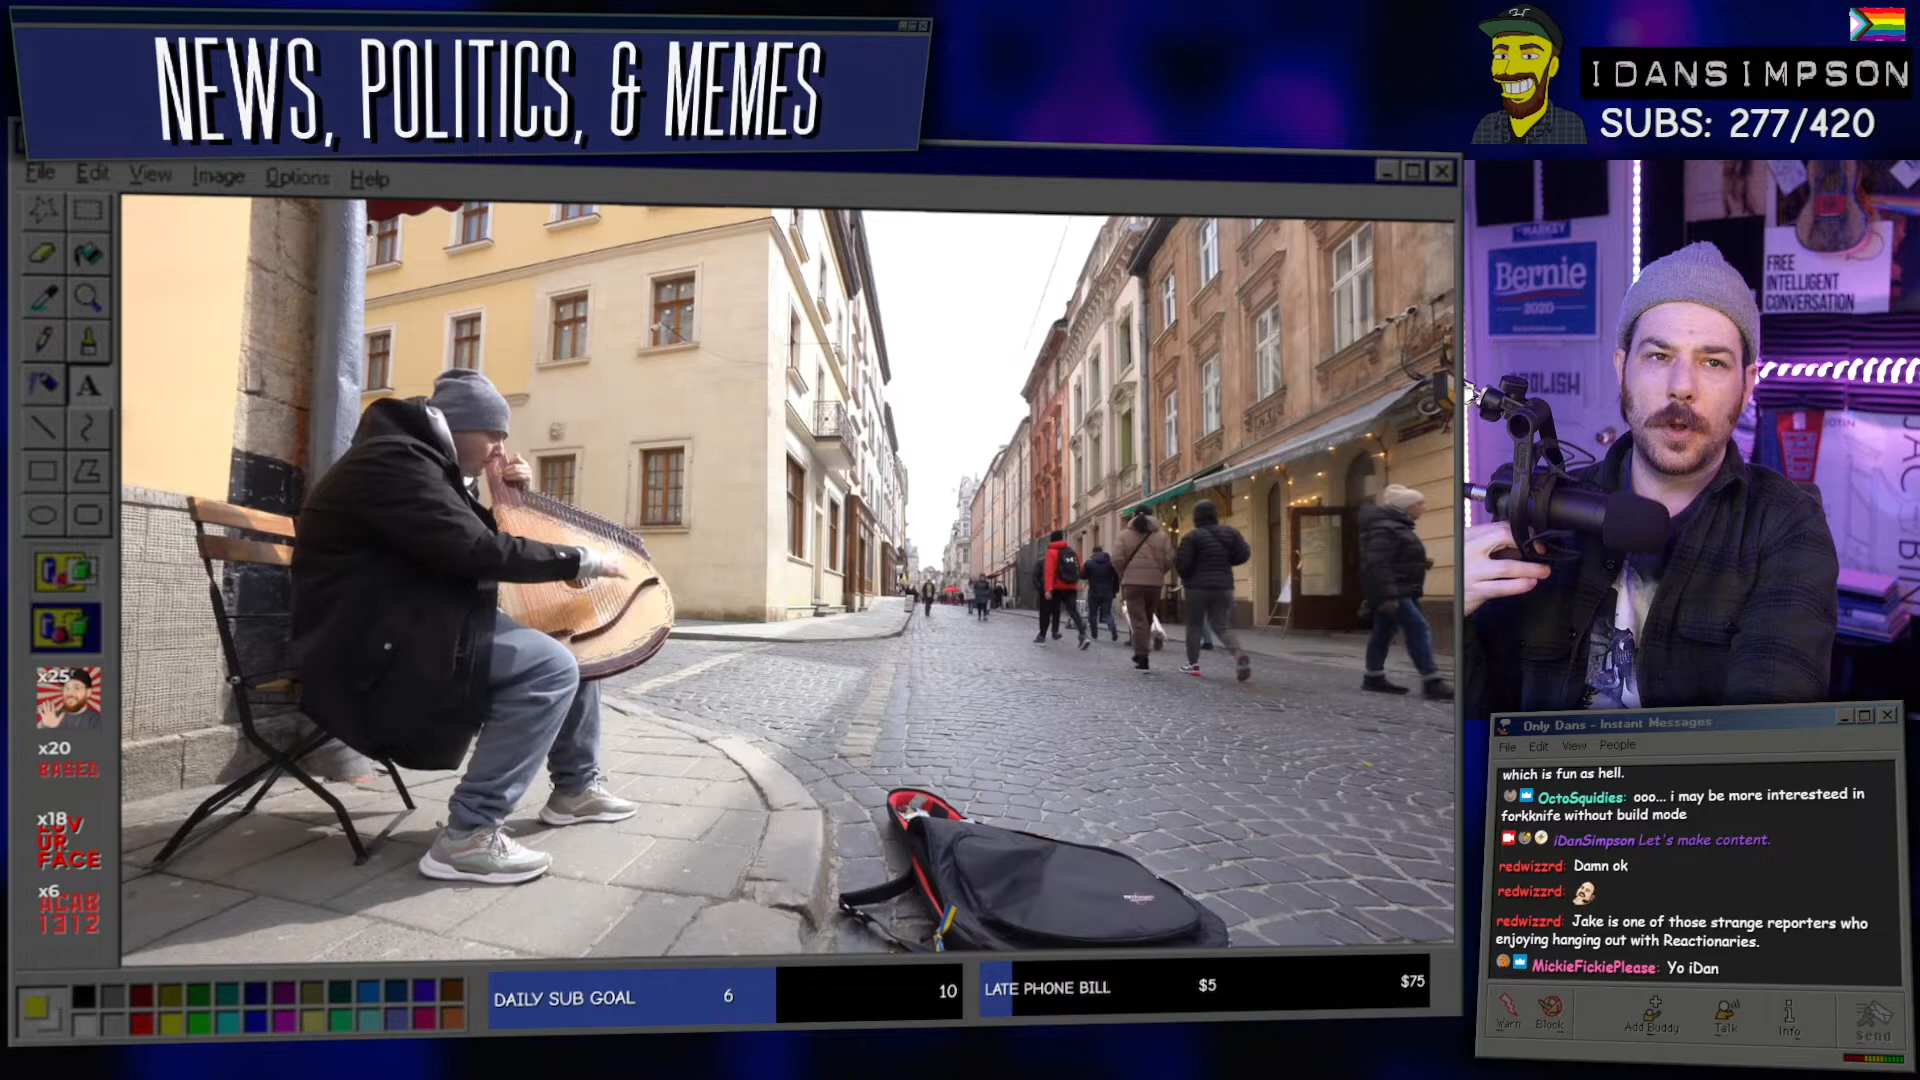 NEWS, POLITICS, & MEMES
File Edit View Image Options Help
IDANSIMPSON
SUBS: 277/420
Bernie
2020
FREE
INTELLIGENT
CONVERSATION
A
x25
x20
BASED
x18
LUV
UR
FACE
x6
ACAB
1312
DAILY SUB GOAL 6 10
LATE PHONE BILL $5 $75
Only Dans - Instant Messages
File Edit View People
which is fun as hell.
OctoSquidies: ooo... i may be more interesteed in
forkknife without build mode
iDanSimpson Let's make content.
redwizzrd: Damn ok
redwizzrd:
redwizzrd: Jake is one of those strange reporters who
enjoying hanging out with Reactionaries.
MickieFickiePlease: Yo iDan
Warn Block Add Buddy Talk Info Send